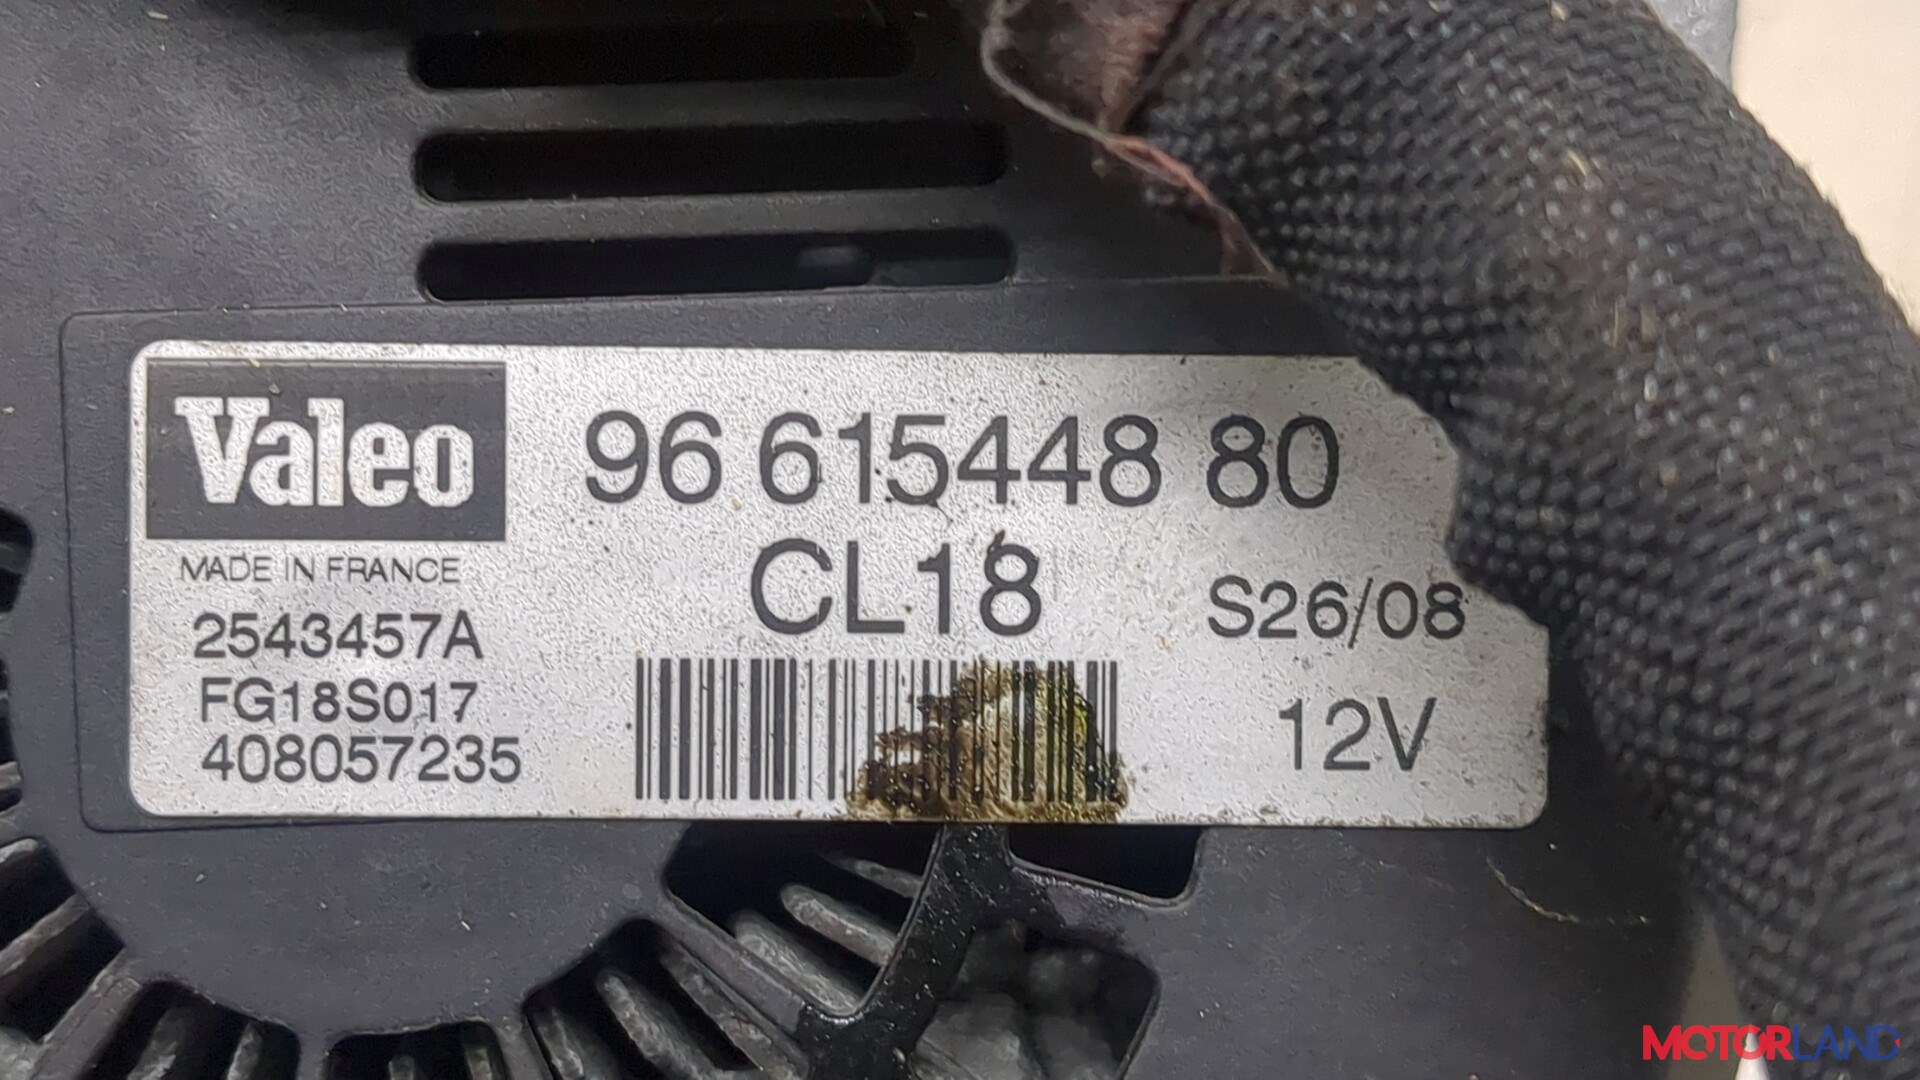 Valeo
96 615448 80
MADE IN FRANCE
CL18
S26/08
2543457A
FG18S017
408057235
12V
MOTORLAND